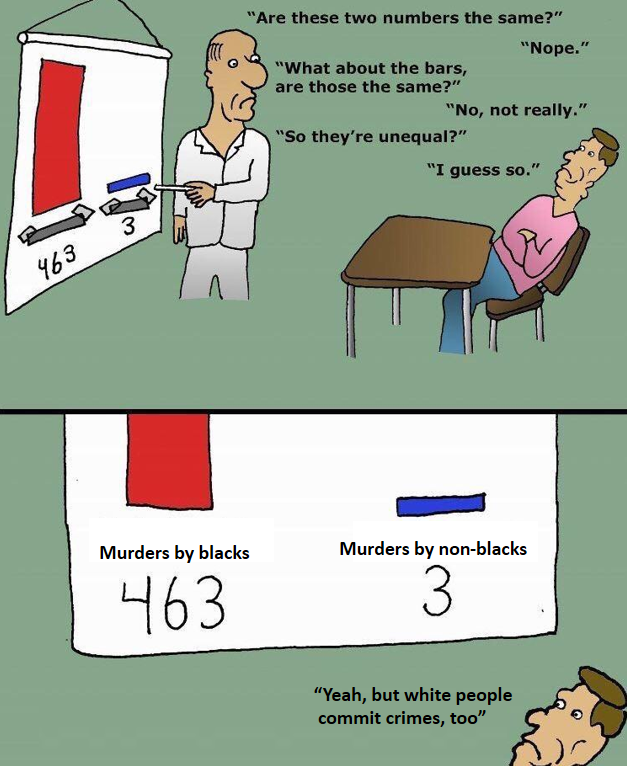 “Are these two numbers the same?”
“Nope.”
“What about the bars,
are those the same?”
“No, not really.”
“So they’re unequal?”
“I guess so.”
463
3
Murders by blacks
Murders by non-blacks
463
3
“Yeah, but white people
commit crimes, too”